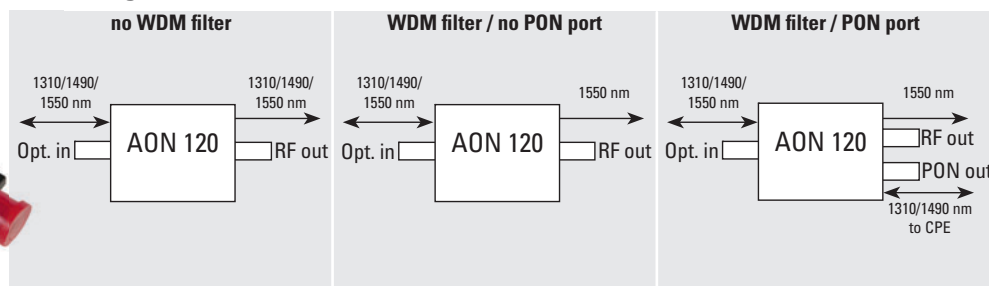 no WDM filter
1310/1490/
1550 nm
1310/1490/
1550 nm
Opt. in
AON 120
RF out
WDM filter / no PON port
1310/1490/
1550 nm
1550 nm
Opt. in
AON 120
RF out
WDM filter / PON port
1310/1490/
1550 nm
1550 nm
Opt. in
AON 120
RF out
PON out
1310/1490 nm
to CPE